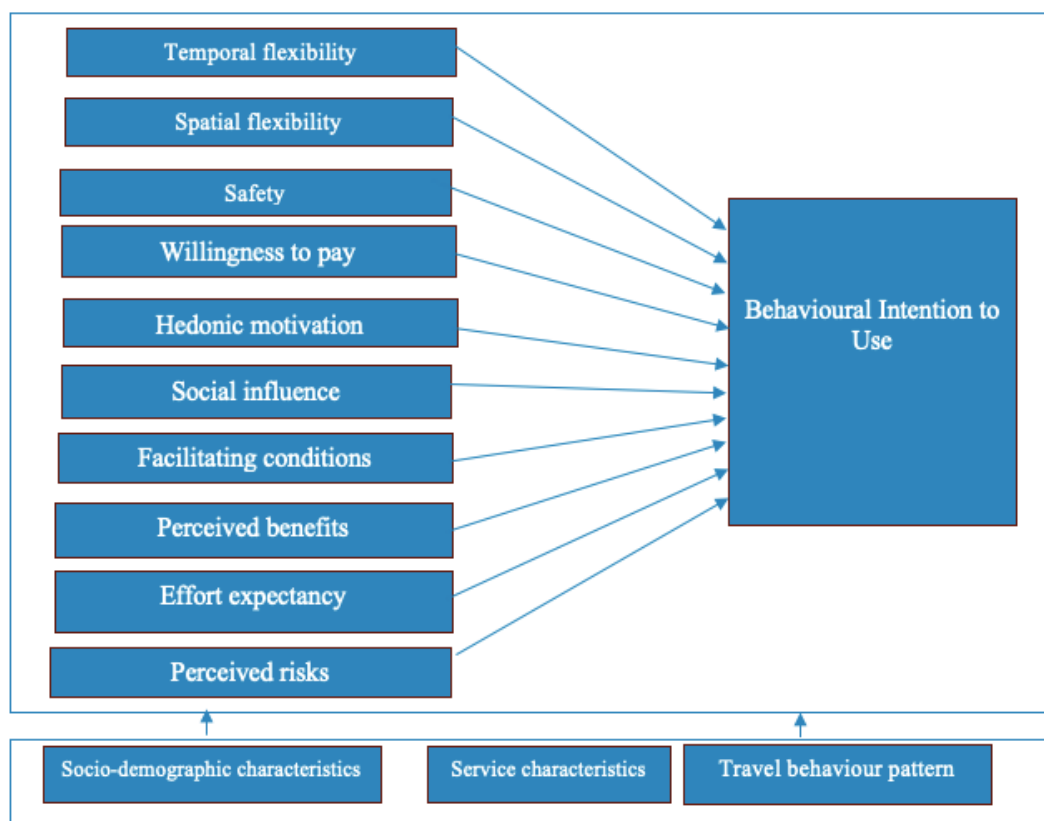 Temporal flexibility
Spatial flexibility
Safety
Willingness to pay
Hedonic motivation
Social influence
Facilitating conditions
Perceived benefits
Effort expectancy
Perceived risks
Behavioural Intention to
Use
Socio-demographic characteristics
Service characteristics
Travel behaviour pattern